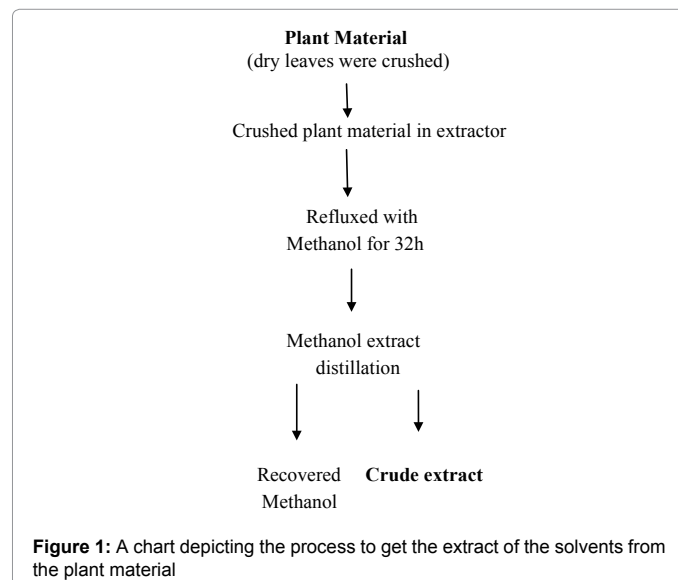 Plant Material
(dry leaves were crushed)
Crushed plant material in extractor
Refluxed with
Methanol for 32h
Methanol extract
distillation
Recovered
Methanol
Crude extract
Figure 1: A chart depicting the process to get the extract of the solvents from
the plant material